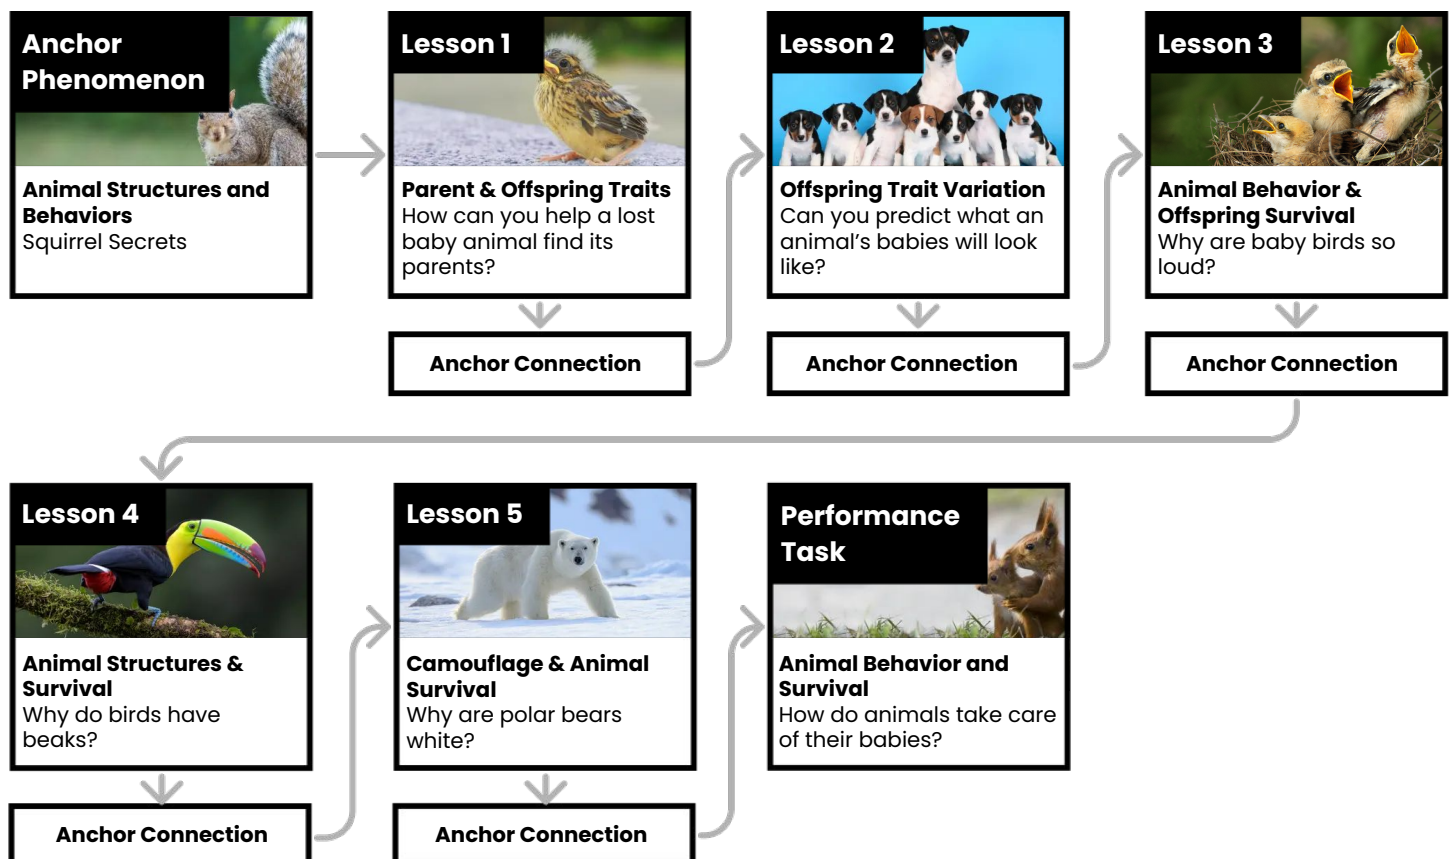 Anchor
Phenomenon
Animal Structures and
Behaviors
Squirrel Secrets
Lesson 1
Parent & Offspring Traits
How can you help a lost
baby animal find its
parents?
Anchor Connection
Lesson 2
Offspring Trait Variation
Can you predict what an
animal’s babies will look
like?
Anchor Connection
Lesson 3
Animal Behavior &
Offspring Survival
Why are baby birds so
loud?
Anchor Connection
Lesson 4
Animal Structures &
Survival
Why do birds have
beaks?
Anchor Connection
Lesson 5
Camouflage & Animal
Survival
Why are polar bears
white?
Anchor Connection
Performance
Task
Animal Behavior and
Survival
How do animals take care
of their babies?